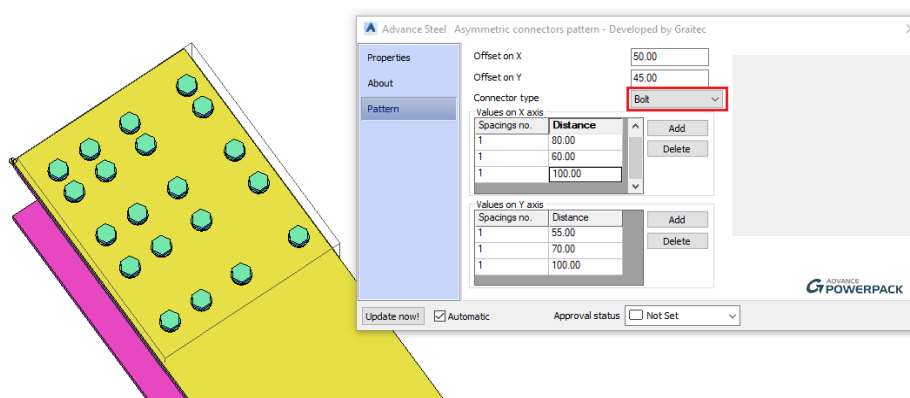 Advance Steel Asymmetric connectors pattern - Developed by Graitec
Properties
About
Pattern
Offset on X 50.00
Offset on Y 45.00
Connector type Bolt
Values on X axis
Spacings no. Distance
1 80.00
1 60.00
1 100.00
Add
Delete
Values on Y axis
Spacings no. Distance
1 55.00
1 70.00
1 100.00
Add
Delete
ADVANCE
POWERPACK
Update now! Automatic Approval status Not Set